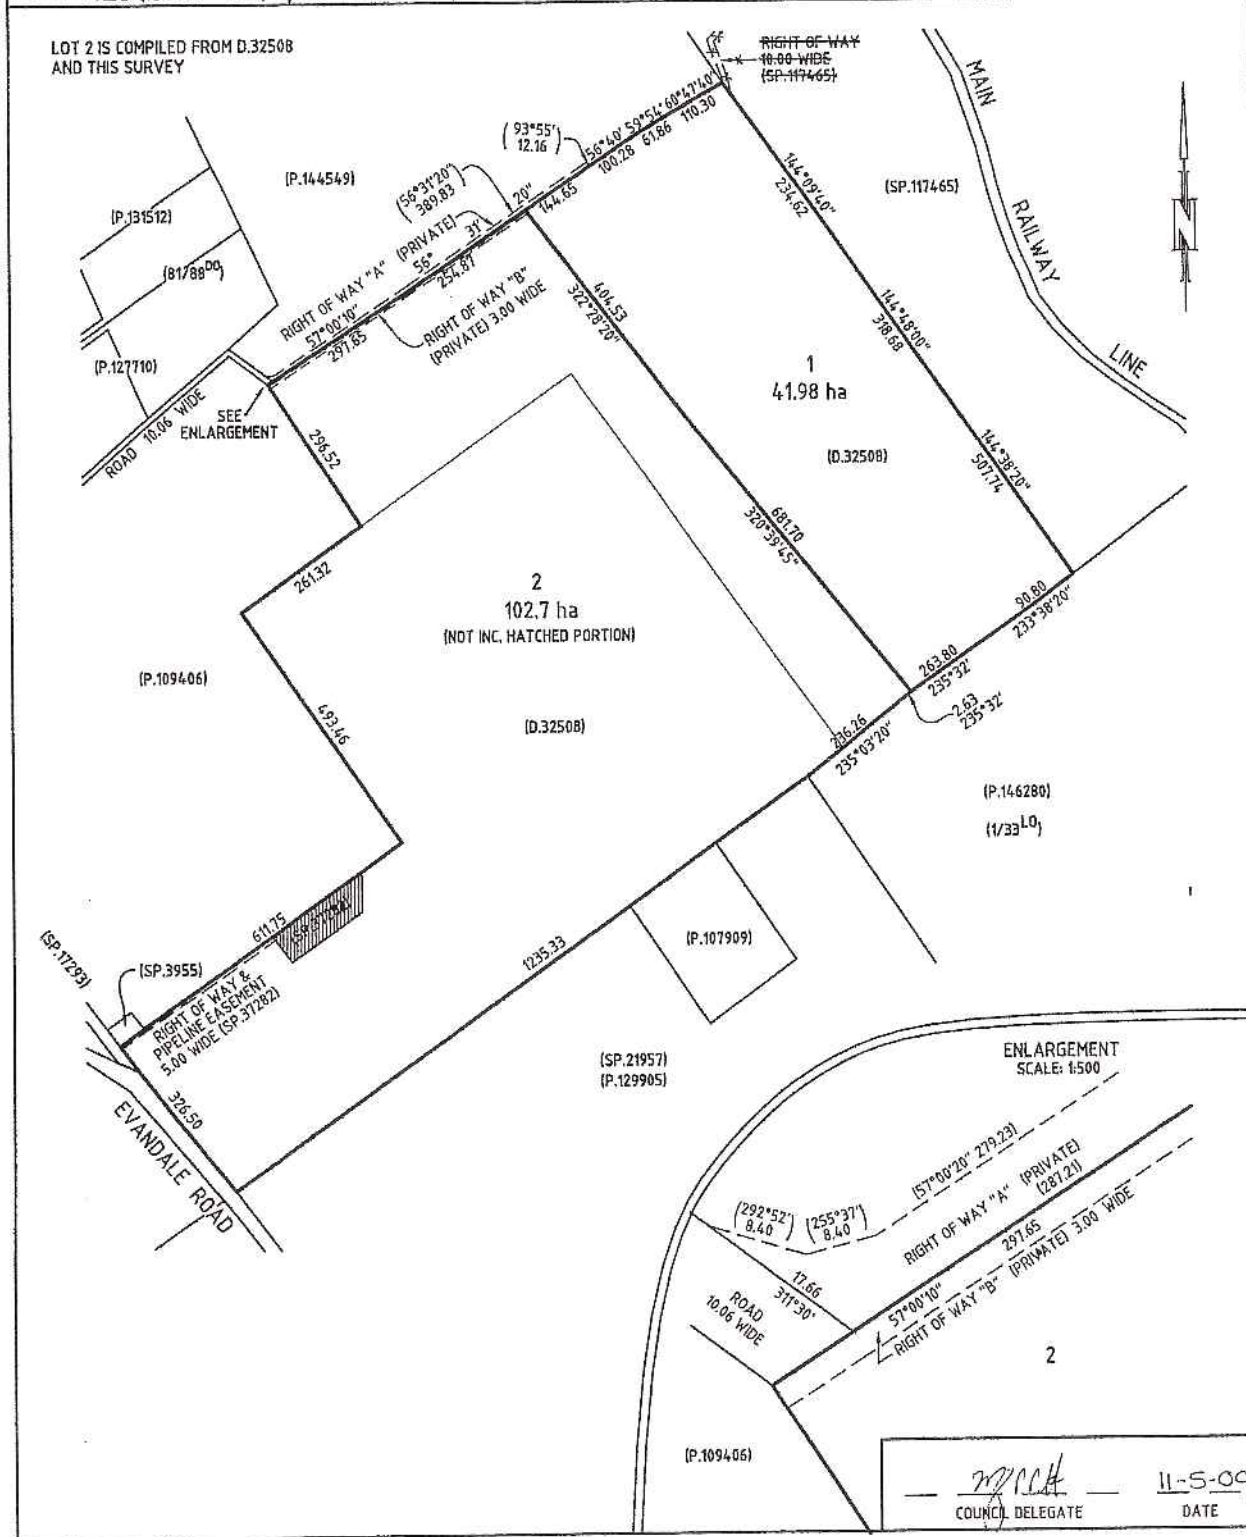 LOT 2 IS COMPILED FROM D.32508
AND THIS SURVEY
RIGHT OF WAY
10.00 WIDE
(SP.117465)
MAIN
RAILWAY
LINE
N
(P.144549)
(93°55')
12.16
56°40' 59°54' 60°47'40"
100.28 61.86 110.30
(56°31'20")
389.83
20"
144.65
(P.131512)
(81/88DO)
(P.127710)
RIGHT OF WAY "A" (PRIVATE)
56° 31'
254.87
57°00'10"
297.65
RIGHT OF WAY "B"
(PRIVATE) 3.00 WIDE
ROAD 10.06 WIDE
SEE
ENLARGEMENT
144°09'40"
234.62
(SP.117465)
404.53
322°28'20"
144°48'00"
318.68
1
41.98 ha
(D.32508)
144°38'20"
507.74
681.70
320°39'45"
296.52
261.32
2
102.7 ha
(NOT INC. HATCHED PORTION)
(D.32508)
(P.109406)
493.46
90.80
233°38'20"
263.80
235°32'
2.63
235°32'
236.26
235°03'20"
(P.146280)
(1/33LO)
(P.107909)
611.75
1235.33
(SP.17293)
(SP.3955)
RIGHT OF WAY &
PIPELINE EASEMENT
5.00 WIDE (SP.37282)
326.50
EVANDALE ROAD
(SP.21957)
(P.129905)
ENLARGEMENT
SCALE: 1:500
(57°00'20" 279.23)
(292°52')
8.40
(255°37')
8.40
RIGHT OF WAY "A" (PRIVATE)
(287.21)
297.65
57°00'10"
RIGHT OF WAY "B" (PRIVATE) 3.00 WIDE
17.66
311°30'
ROAD
10.06 WIDE
2
(P.109406)
11-5-09
COUNCIL DELEGATE
DATE